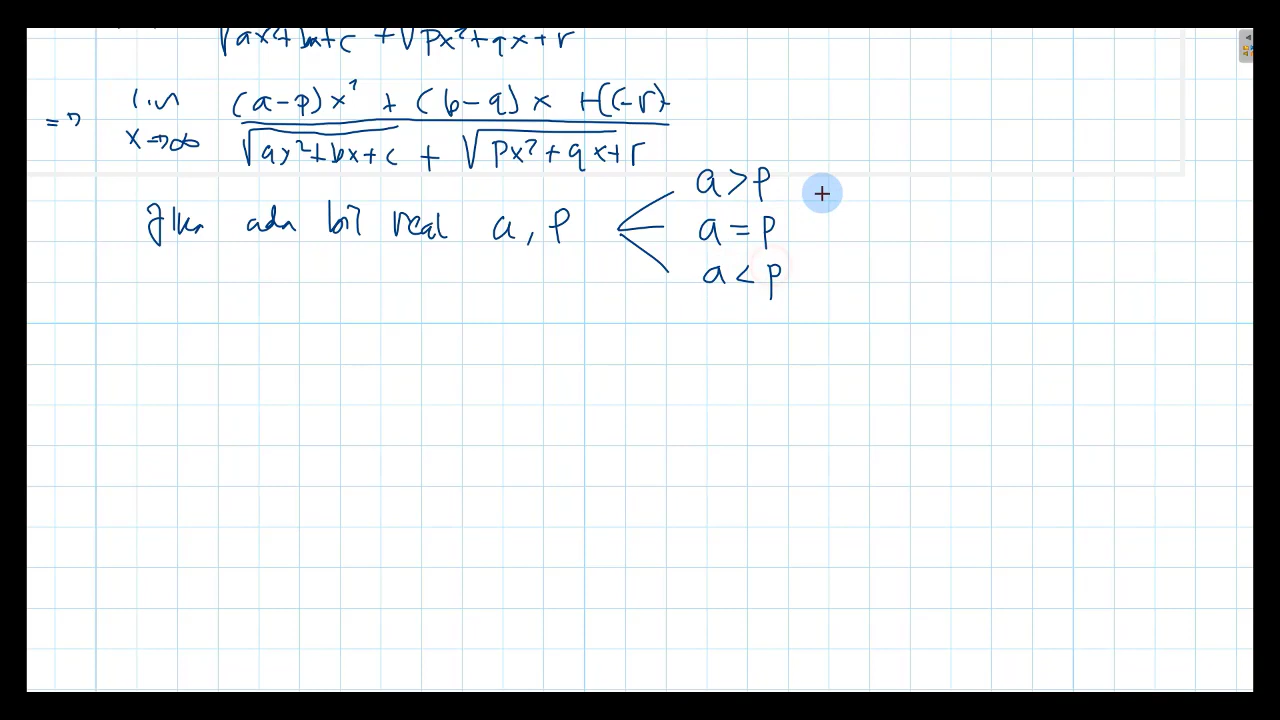 √ax²+bx+c + √px²+qx+r
=> lim x→∞ (a-p)x² + (b-q)x + (c-r) / √ax²+bx+c + √px²+qx+r
Jika ada bil real a, p
a > p
a = p
a < p